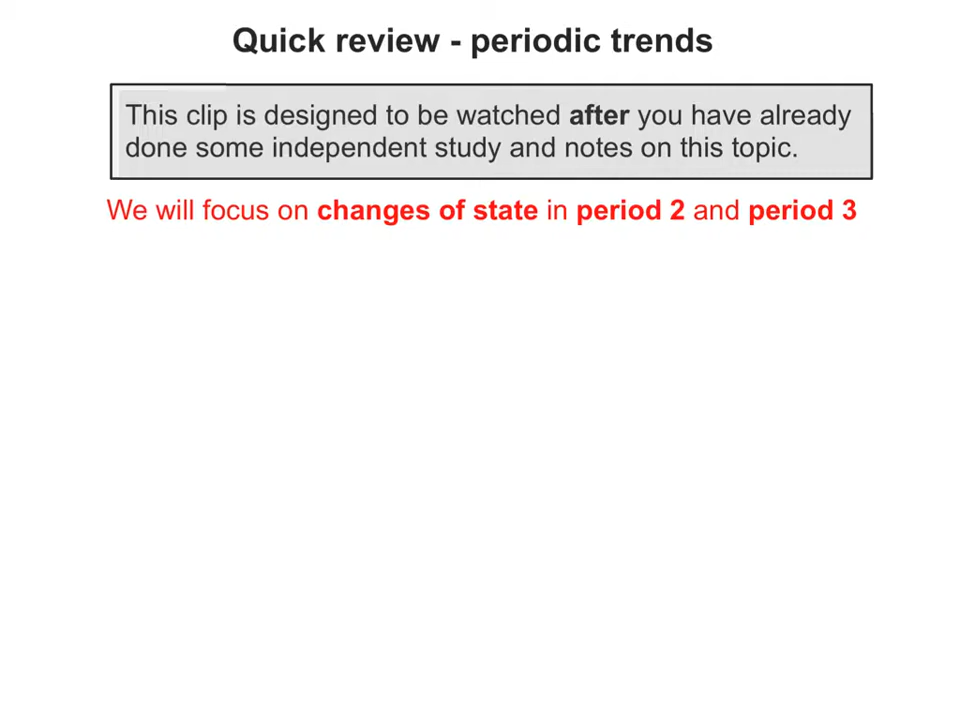 Quick review - periodic trends
This clip is designed to be watched after you have already
done some independent study and notes on this topic.
We will focus on changes of state in period 2 and period 3